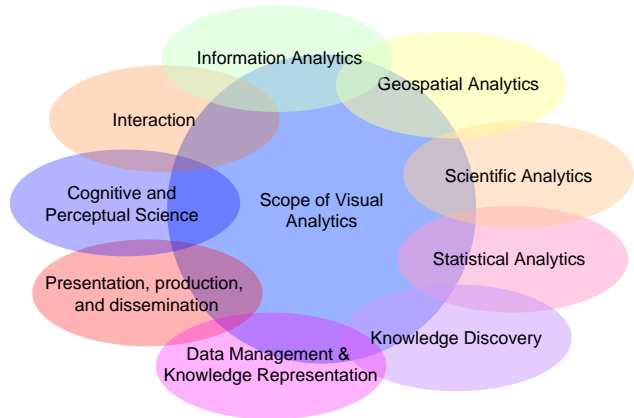 Information Analytics
Geospatial Analytics
Interaction
Scientific Analytics
Cognitive and
Perceptual Science
Scope of Visual
Analytics
Statistical Analytics
Presentation, production,
and dissemination
Knowledge Discovery
Data Management &
Knowledge Representation